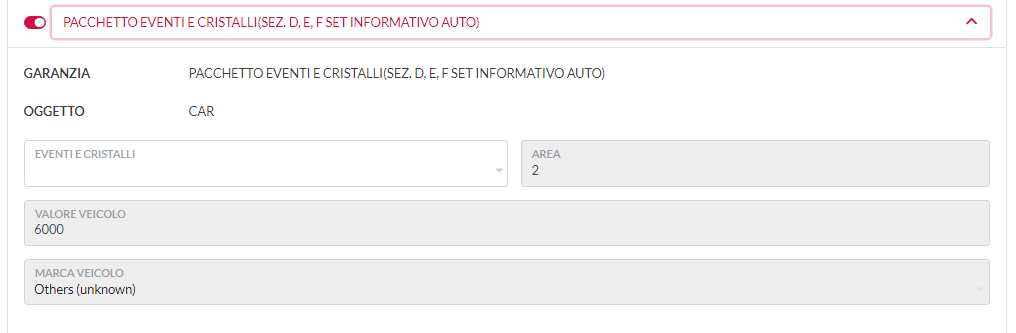 PACCHETTO EVENTI E CRISTALLI(SEZ. D, E, F SET INFORMATIVO AUTO)
GARANZIA PACCHETTO EVENTI E CRISTALLI(SEZ. D, E, F SET INFORMATIVO AUTO)
OGGETTO CAR
EVENTI E CRISTALLI
AREA
2
VALORE VEICOLO
6000
MARCA VEICOLO
Others (unknown)